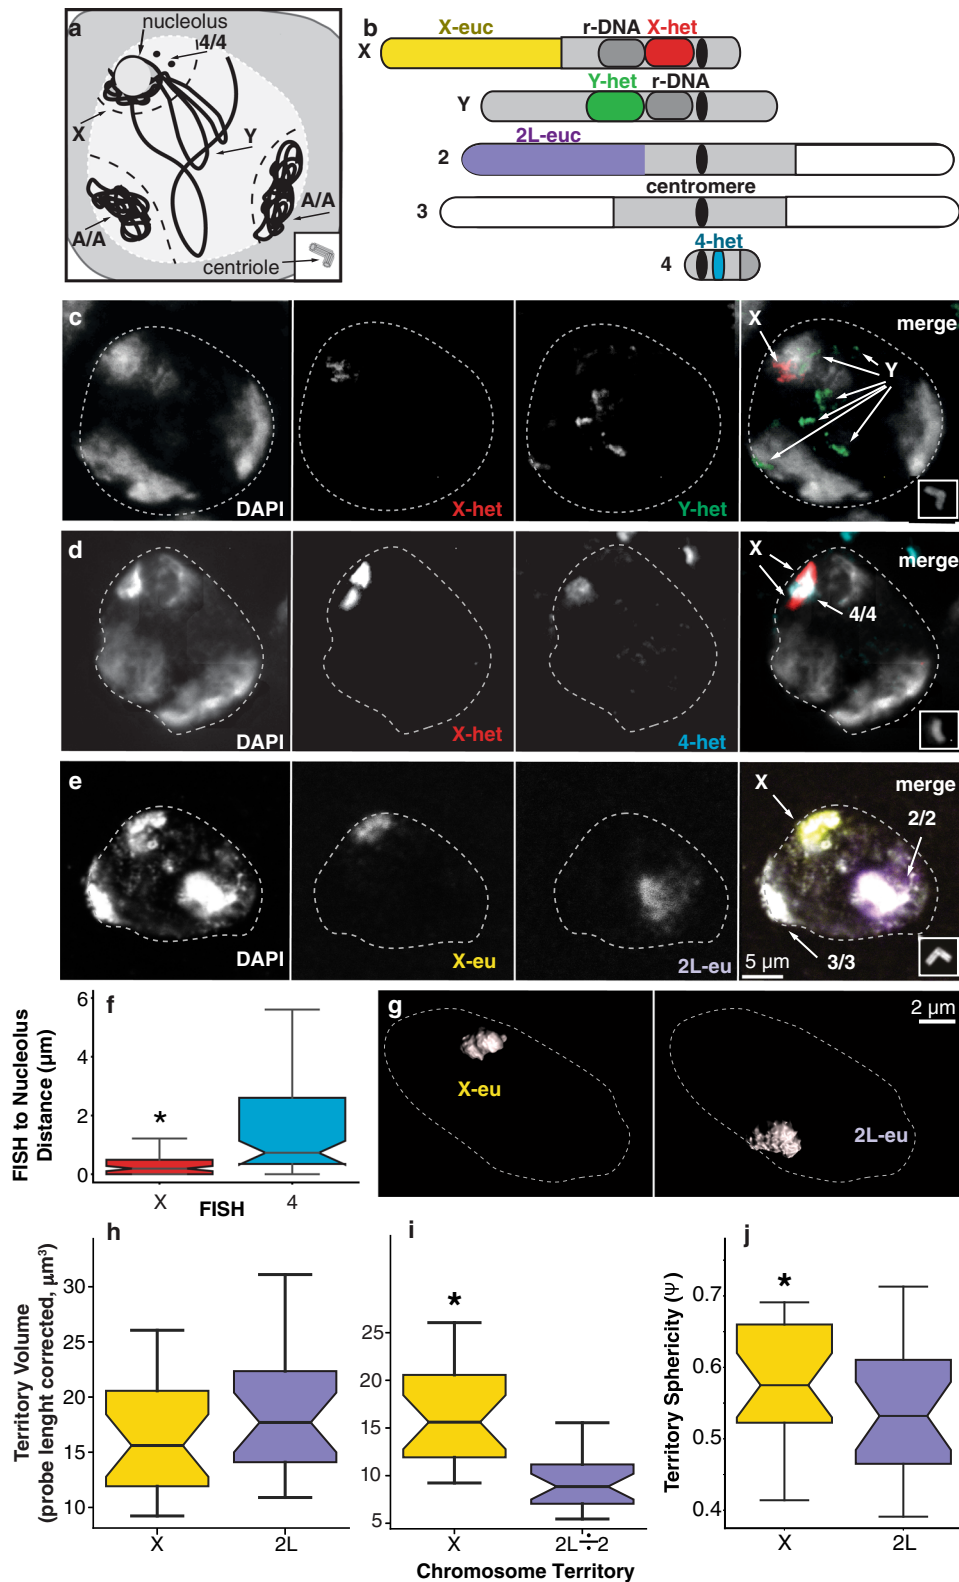 a
nucleolus
4/4
X
Y
A/A
A/A
centriole
b
X-euc
r-DNA
X-het
X
Y-het
r-DNA
Y
2L-euc
2
centromere
3
4-het
4
c
DAPI
X-het
Y-het
X
merge
Y
d
DAPI
X-het
4-het
X
merge
4/4
e
DAPI
X-eu
2L-eu
X
merge
2/2
3/3
5 µm
f
FISH to Nucleolus
Distance (µm)
6
4
2
0
*
X
4
FISH
g
X-eu
2L-eu
2 µm
h
Territory Volume
(probe lenght corrected, µm³)
30
25
20
15
10
X
2L
i
*
25
20
15
10
5
X
2L÷2
Chromosome Territory
j
Territory Sphericity (Ψ)
*
0.7
0.6
0.5
0.4
X
2L